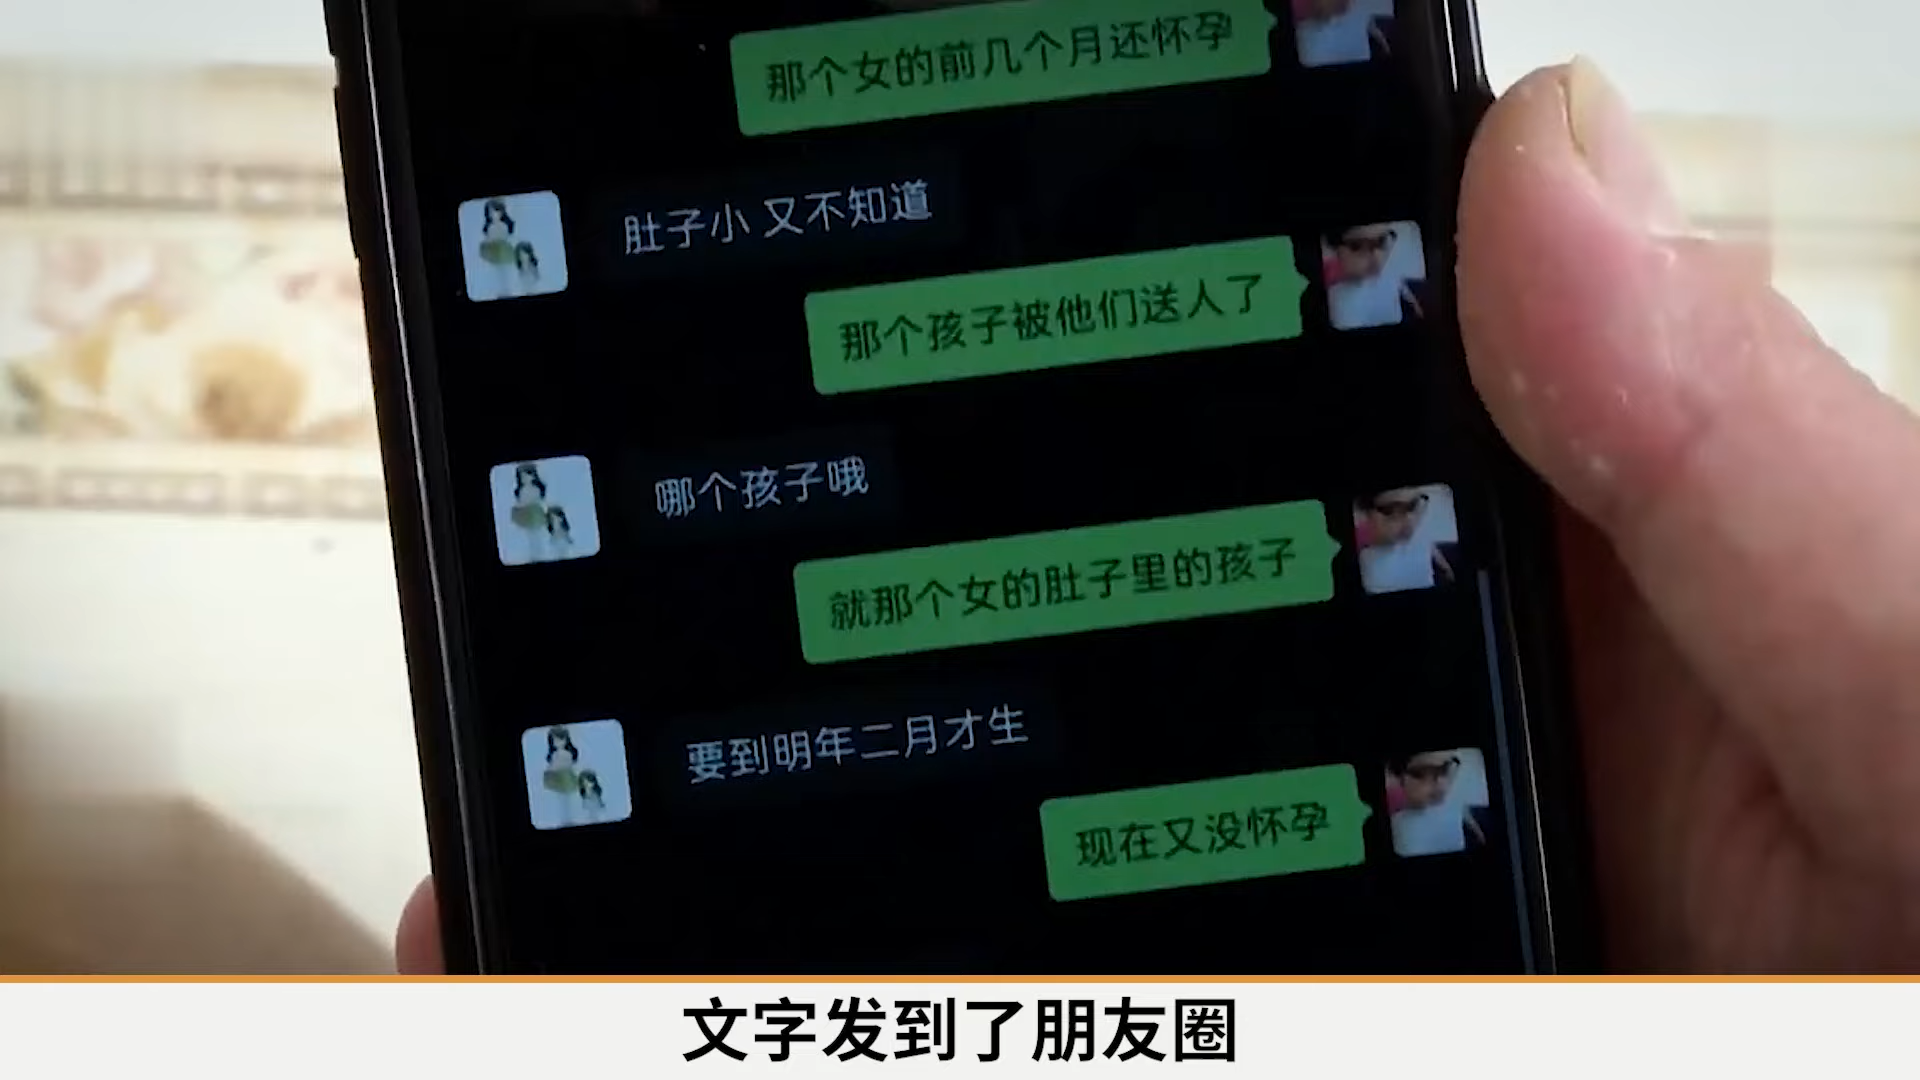 那个女的前几个月还怀孕
肚子小 又不知道
那个孩子被他们送人了
哪个孩子哦
就那个女的肚子里的孩子
要到明年二月才生
现在又没怀孕
文字发到了朋友圈